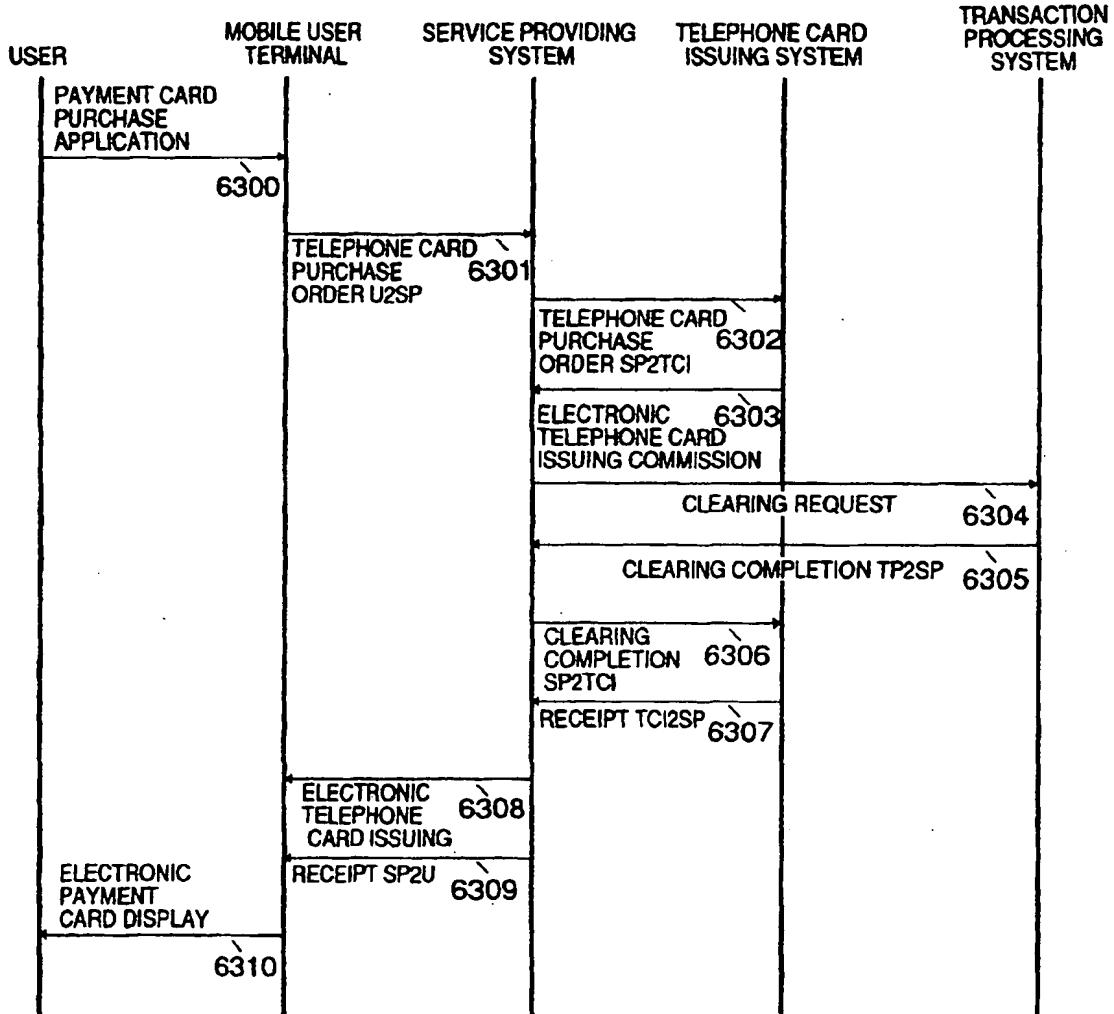 USER
MOBILE USER
TERMINAL
SERVICE PROVIDING
SYSTEM
TELEPHONE CARD
ISSUING SYSTEM
TRANSACTION
PROCESSING
SYSTEM
PAYMENT CARD
PURCHASE
APPLICATION
6300
TELEPHONE CARD
PURCHASE
ORDER U2SP
6301
TELEPHONE CARD
PURCHASE
ORDER SP2TCI
6302
ELECTRONIC
TELEPHONE CARD
ISSUING COMMISSION
6303
CLEARING REQUEST
6304
CLEARING COMPLETION TP2SP
6305
CLEARING
COMPLETION
SP2TCI
6306
RECEIPT TCI2SP
6307
ELECTRONIC
TELEPHONE
CARD ISSUING
6308
RECEIPT SP2U
6309
ELECTRONIC
PAYMENT
CARD DISPLAY
6310